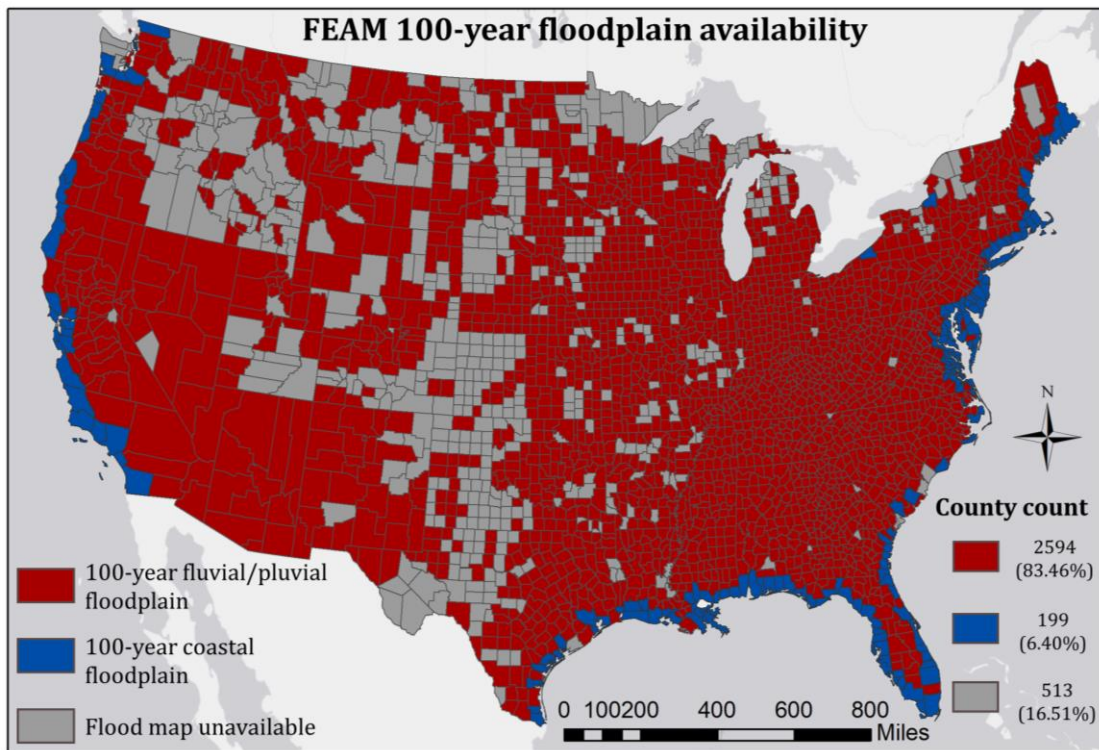 FEAM 100-year floodplain availability
N
County count
2594
(83.46%)
199
(6.40%)
513
(16.51%)
100-year fluvial/pluvial
floodplain
100-year coastal
floodplain
Flood map unavailable
0 100200 400 600 800
Miles